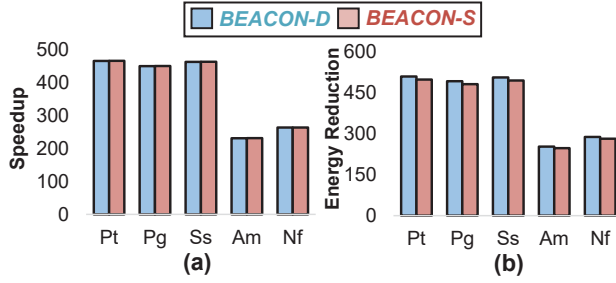 BEACON-D BEACON-S
Speedup
500
400
300
200
100
0
Pt Pg Ss Am Nf
(a)
Energy Reduction
600
450
300
150
0
Pt Pg Ss Am Nf
(b)